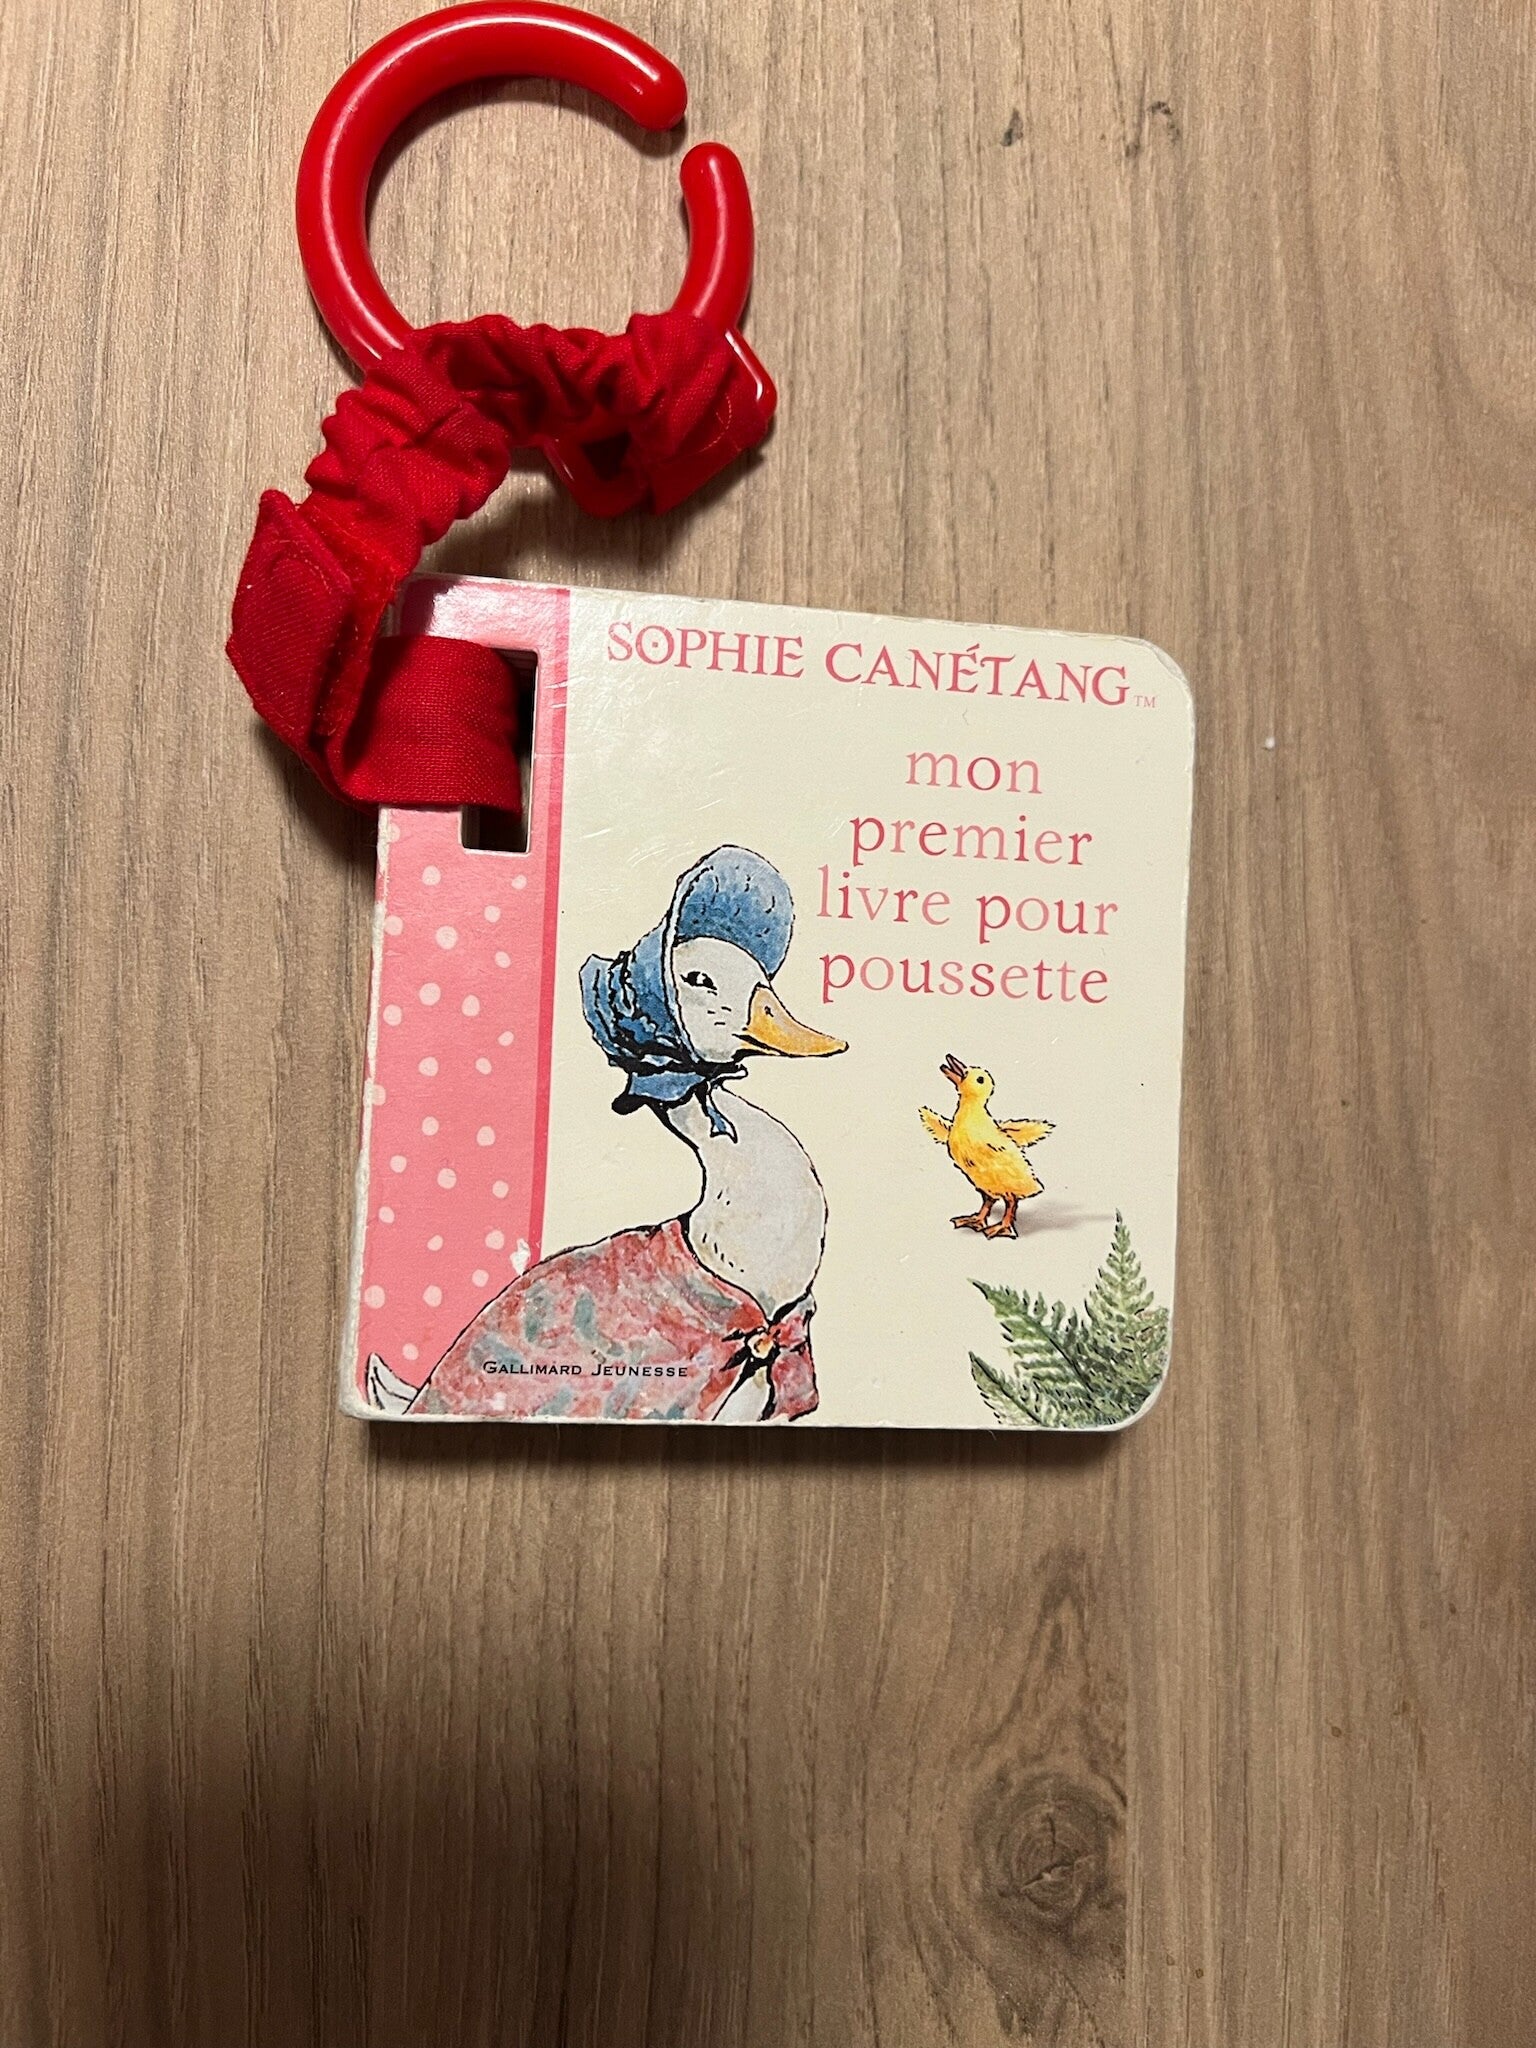 SOPHIE CANÉTANG™
mon
premier
livre pour
poussette
GALLIMARD JEUNESSE